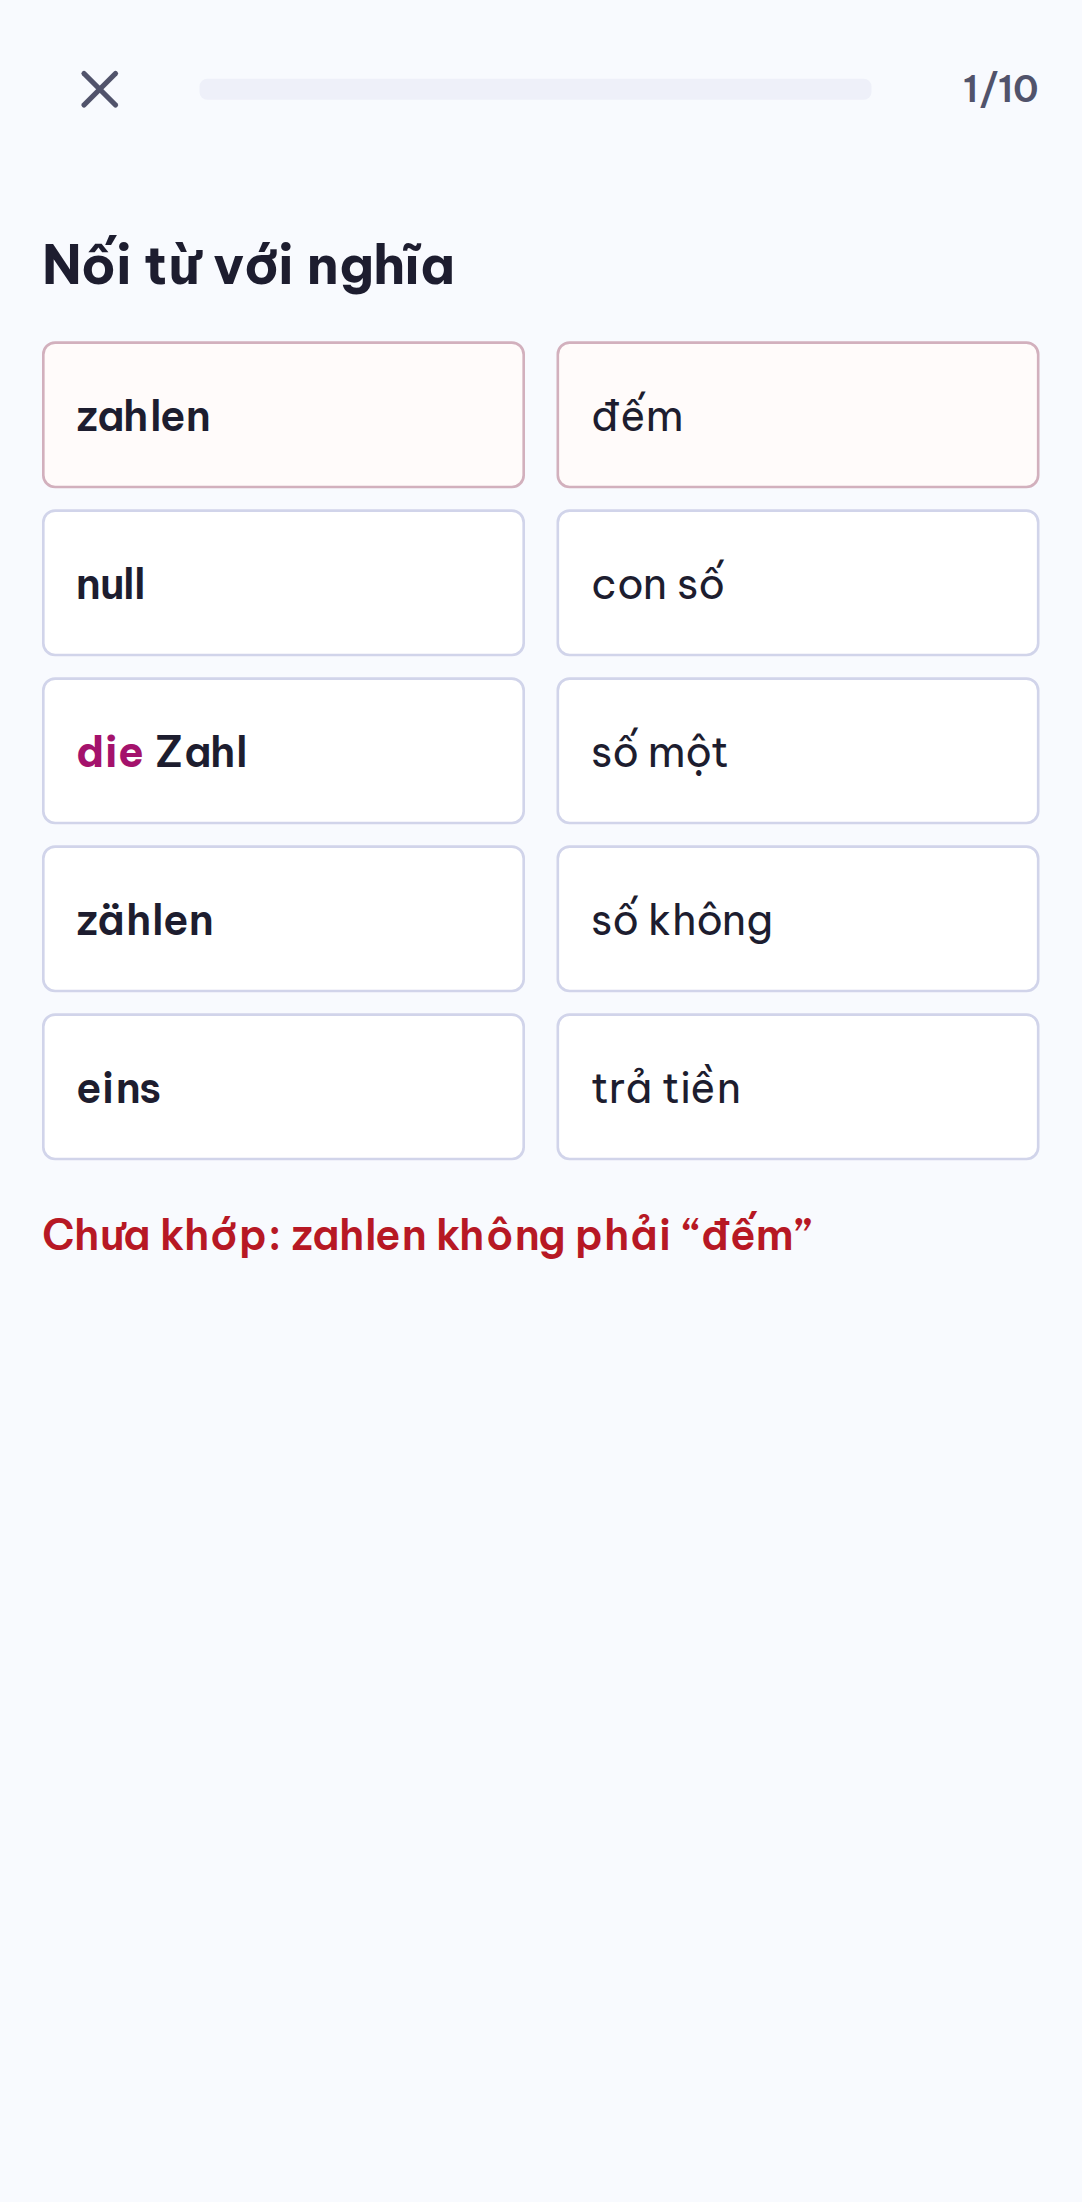 1/10
Nối từ với nghĩa
zahlen
đếm
null
con số
die Zahl
số một
zählen
số không
eins
trả tiền
Chưa khớp: zahlen không phải “đếm”